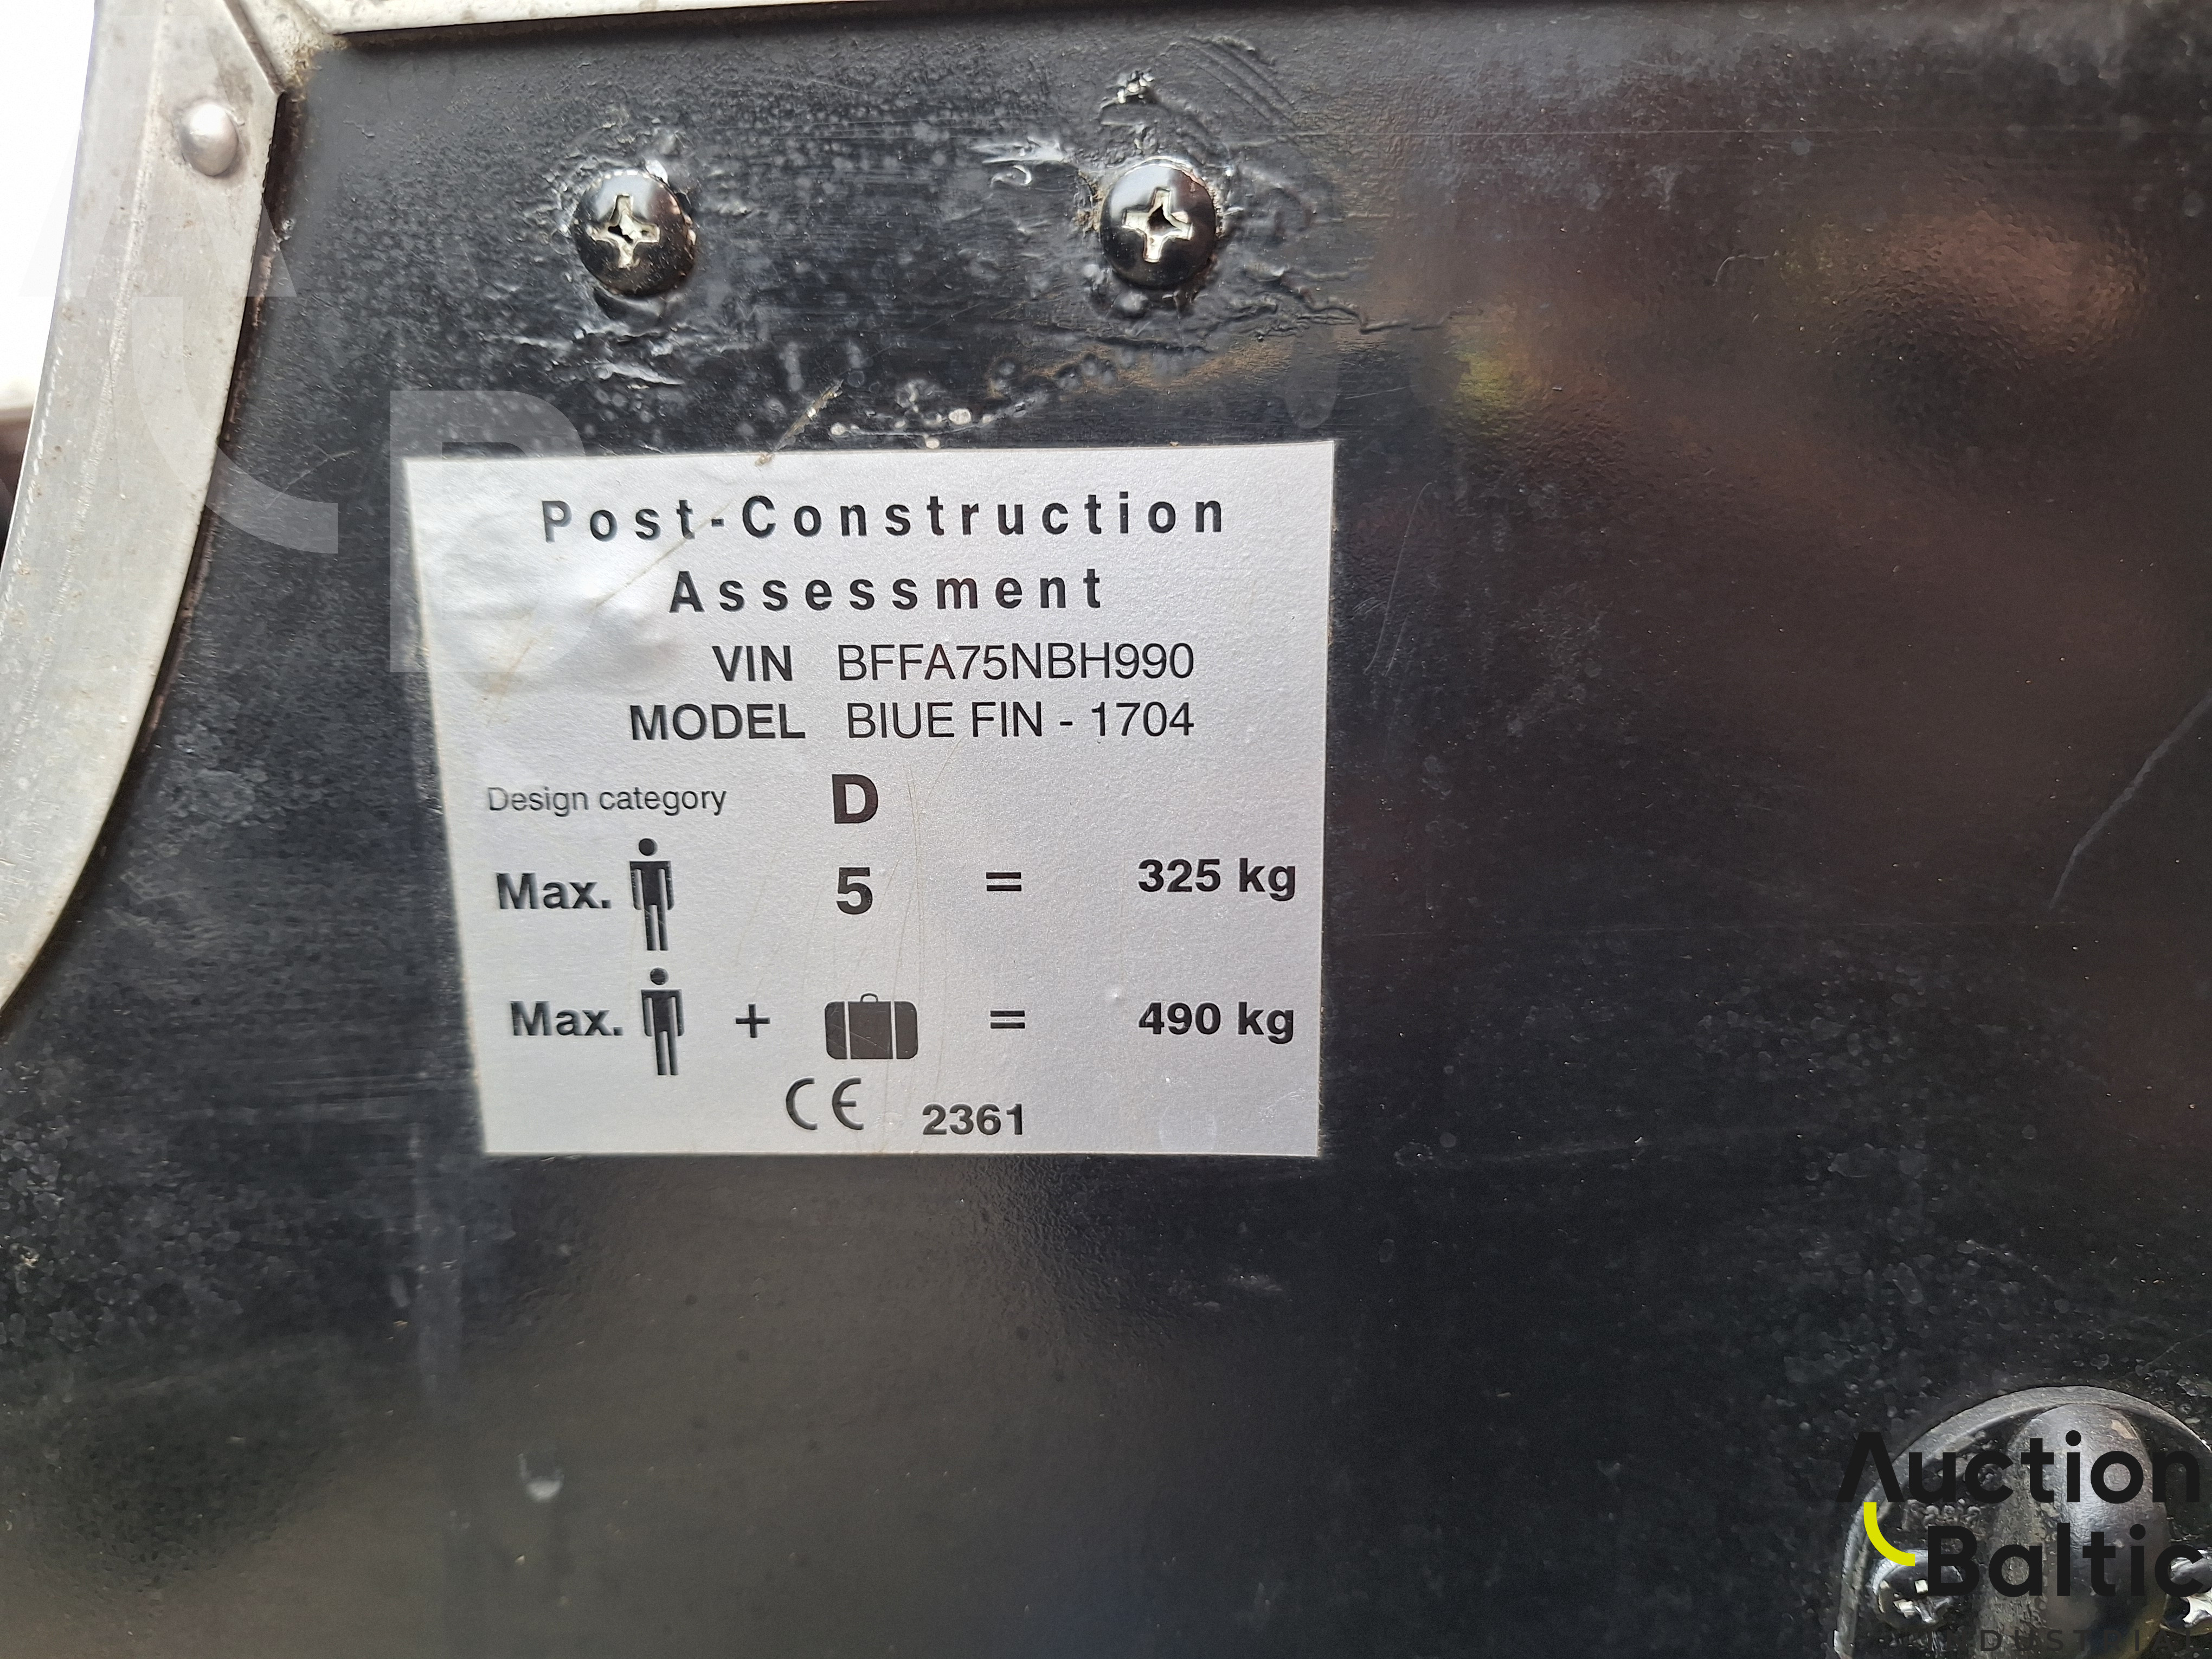 Post-Construction
Assessment
VIN BFFA75NBH990
MODEL BIUE FIN - 1704
Design category D
Max. 5 = 325 kg
Max. + = 490 kg
CE 2361
Auction
Baltic